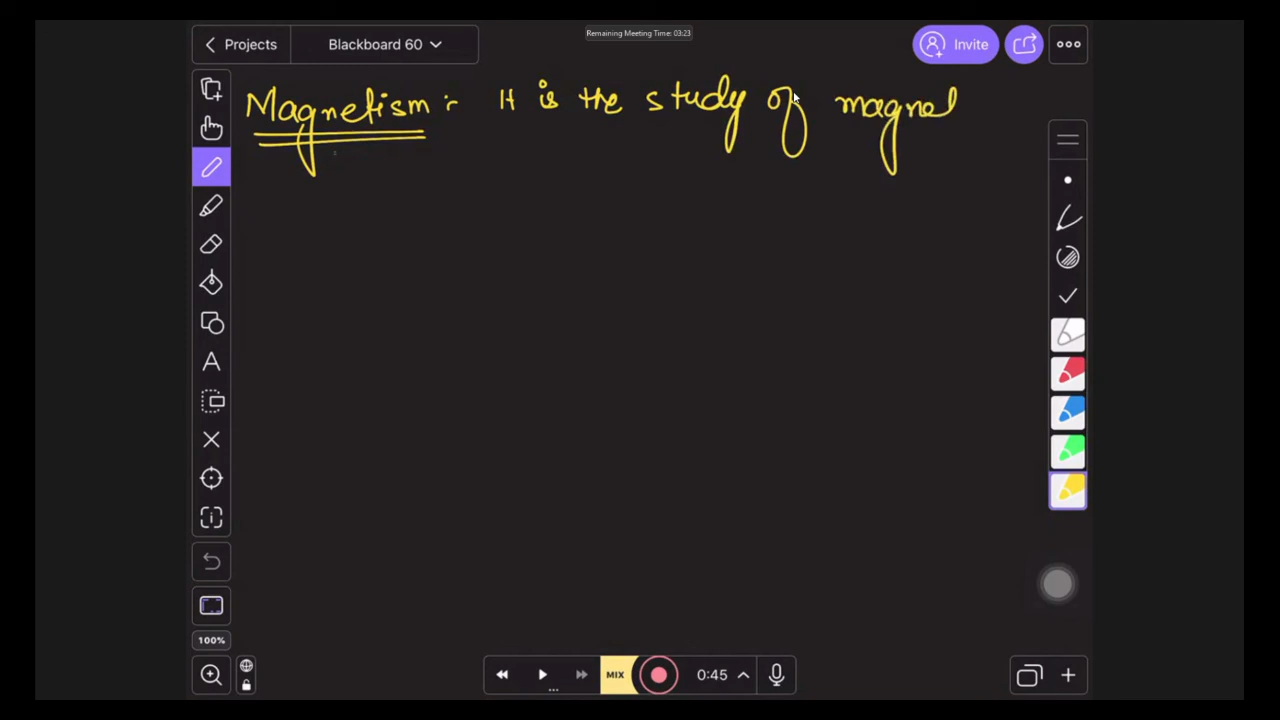 Remaining Meeting Time: 03:23
Projects
Blackboard 60
Invite
Magnetism :- It is the study of magnet
A
100%
MIX
0:45